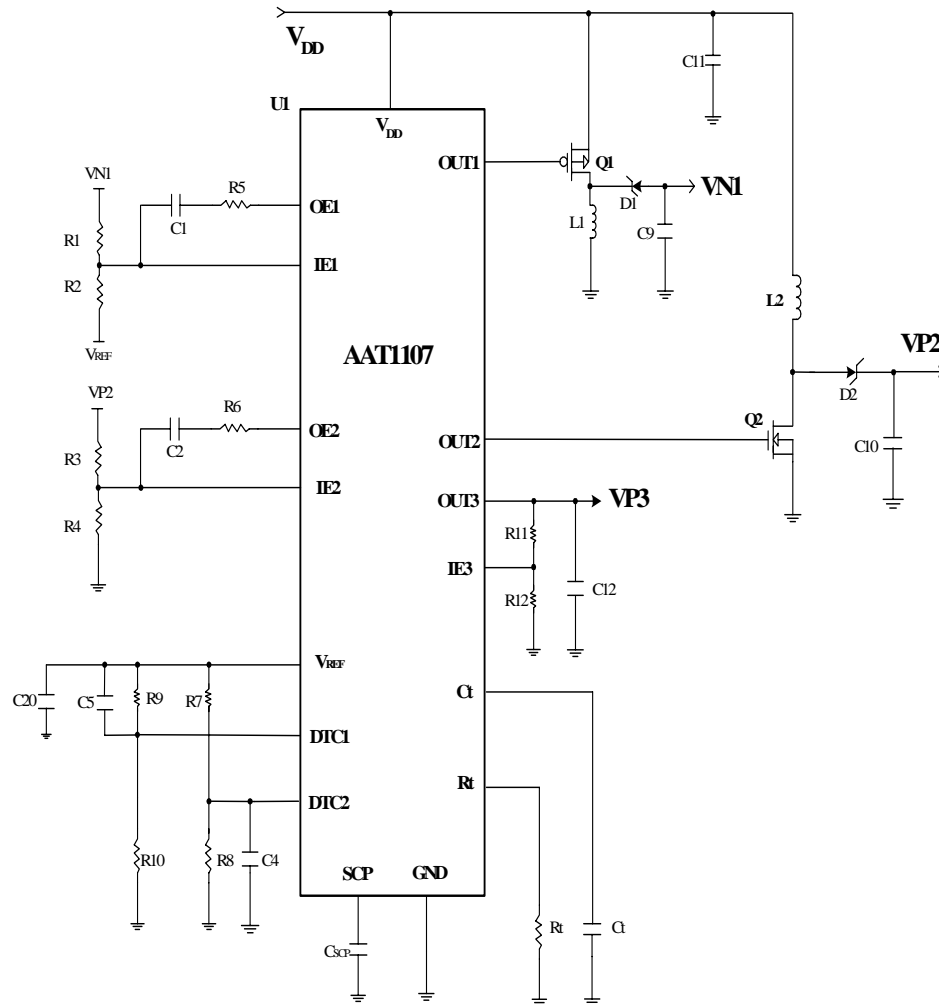 VDD
C11
U1
VDD
OUT1
Q1
VN1
R5
OE1
D1
VN1
C1
L1
C9
R1
IE1
R2
L2
VREF
AAT1107
VP2
VP2
D2
R6
OE2
Q2
C2
OUT2
C10
R3
IE2
OUT3
VP3
R4
R11
IE3
C12
R12
VREF
C20
C5
R9
R7
Ct
DTC1
Rt
DTC2
R10
R8
C4
SCP
GND
Rt
Ct
CSCP